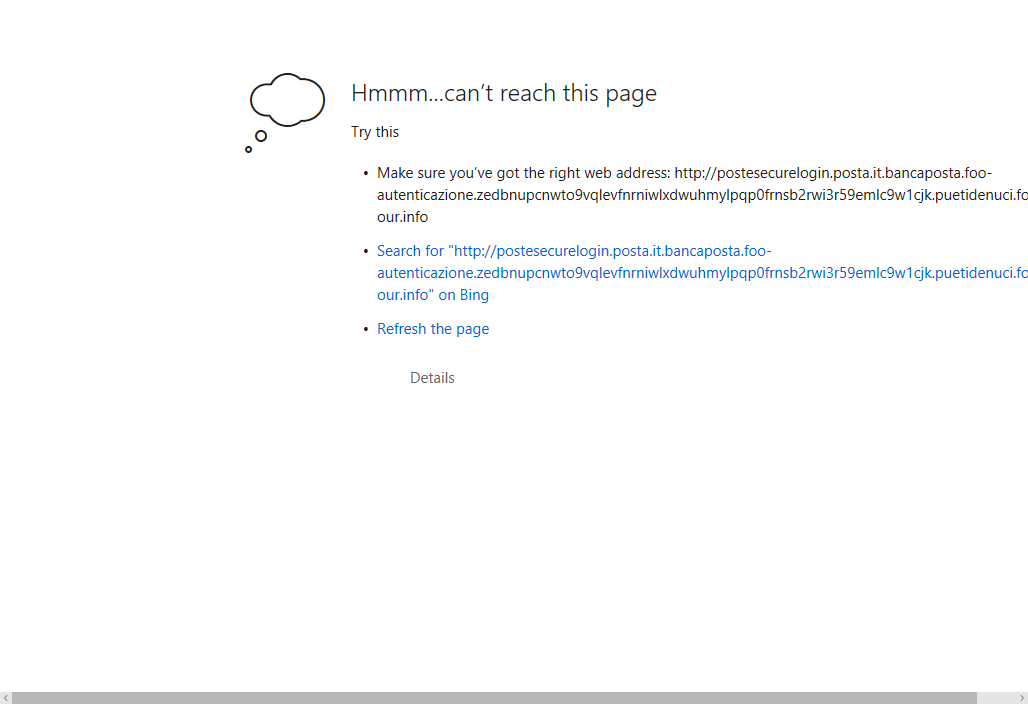 Hmmm...can’t reach this page
Try this
• Make sure you’ve got the right web address: http://postesecurelogin.posta.it.bancaposta.foo-
autenticazione.zedbnupcnwto9vqlevfnrniwlxdwuhmylpqp0frnsb2rwi3r59emlc9w1cjk.puetidenuci.fo
our.info
• Search for "http://postesecurelogin.posta.it.bancaposta.foo-
autenticazione.zedbnupcnwto9vqlevfnrniwlxdwuhmylpqp0frnsb2rwi3r59emlc9w1cjk.puetidenuci.fo
our.info" on Bing
• Refresh the page
Details